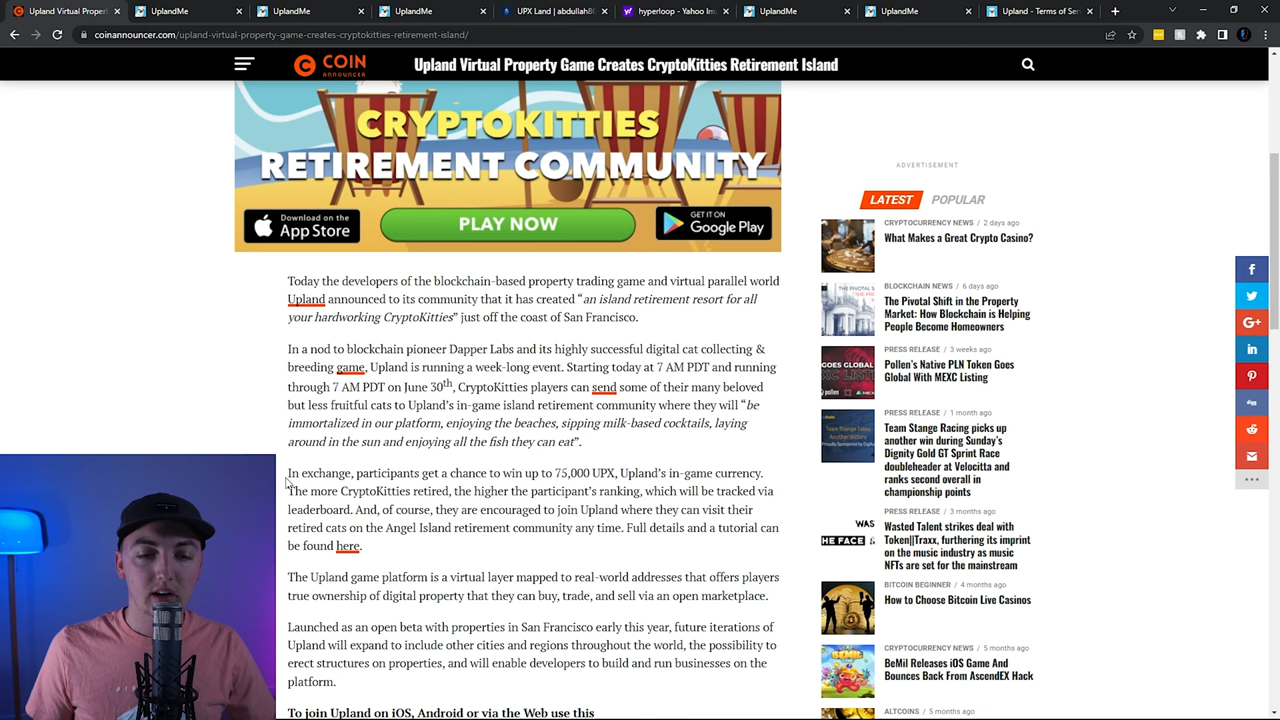 Upland Virtual Propert
UplandMe
UplandMe
UplandMe
UPX Land | abdullah8
hyperloop - Yahoo Im
UplandMe
UplandMe
UplandMe
Upland - Terms of Ser
coinannouncer.com/upland-virtual-property-game-creates-cryptokitties-retirement-island/
COIN
ANNOUNCER
Upland Virtual Property Game Creates CryptoKitties Retirement Island
CRYPTOKITTIES
RETIREMENT COMMUNITY
Download on the
App Store
PLAY NOW
GET IT ON
Google Play
Today the developers of the blockchain-based property trading game and virtual parallel world
Upland announced to its community that it has created “an island retirement resort for all
your hardworking CryptoKitties” just off the coast of San Francisco.
In a nod to blockchain pioneer Dapper Labs and its highly successful digital cat collecting &
breeding game, Upland is running a week-long event. Starting today at 7 AM PDT and running
through 7 AM PDT on June 30th, CryptoKitties players can send some of their many beloved
but less fruitful cats to Upland’s in-game island retirement community where they will “be
immortalized in our platform, enjoying the beaches, sipping milk-based cocktails, laying
around in the sun and enjoying all the fish they can eat”.
exchange, participants get a chance to win up to 75,000 UPX, Upland’s in-game currency.
The more CryptoKitties retired, the higher the participant’s ranking, which will be tracked via
leaderboard. And, of course, they are encouraged to join Upland where they can visit their
retired cats on the Angel Island retirement community any time. Full details and a tutorial can
be found here.
The Upland game platform is a virtual layer mapped to real-world addresses that offers players
true ownership of digital property that they can buy, trade, and sell via an open marketplace.
Launched as an open beta with properties in San Francisco early this year, future iterations of
Upland will expand to include other cities and regions throughout the world, the possibility to
structures on properties, and will enable developers to build and run businesses on the
platform.
To join Upland on iOS, Android or via the Web use this
ADVERTISEMENT
LATEST
POPULAR
CRYPTOCURRENCY NEWS / 2 days ago
What Makes a Great Crypto Casino?
BLOCKCHAIN NEWS / 6 days ago
The Pivotal Shift in the Property
Market: How Blockchain is Helping
People Become Homeowners
PRESS RELEASE / 3 weeks ago
Pollen’s Native PLN Token Goes
Global With MEXC Listing
PRESS RELEASE / 1 month ago
Team Stange Racing picks up
another win during Sunday’s
Dignity Gold GT Sprint Race
doubleheader at Velocitta and
ranks second overall in
championship points
PRESS RELEASE / 3 months ago
Wasted Talent strikes deal with
Token||Traxx, furthering its imprint
on the music industry as music
NFTs are set for the mainstream
BITCOIN BEGINNER / 4 months ago
How to Choose Bitcoin Live Casinos
CRYPTOCURRENCY NEWS / 5 months ago
BeMil Releases iOS Game And
Bounces Back From AscendEX Hack
ALTCOINS / 5 months ago